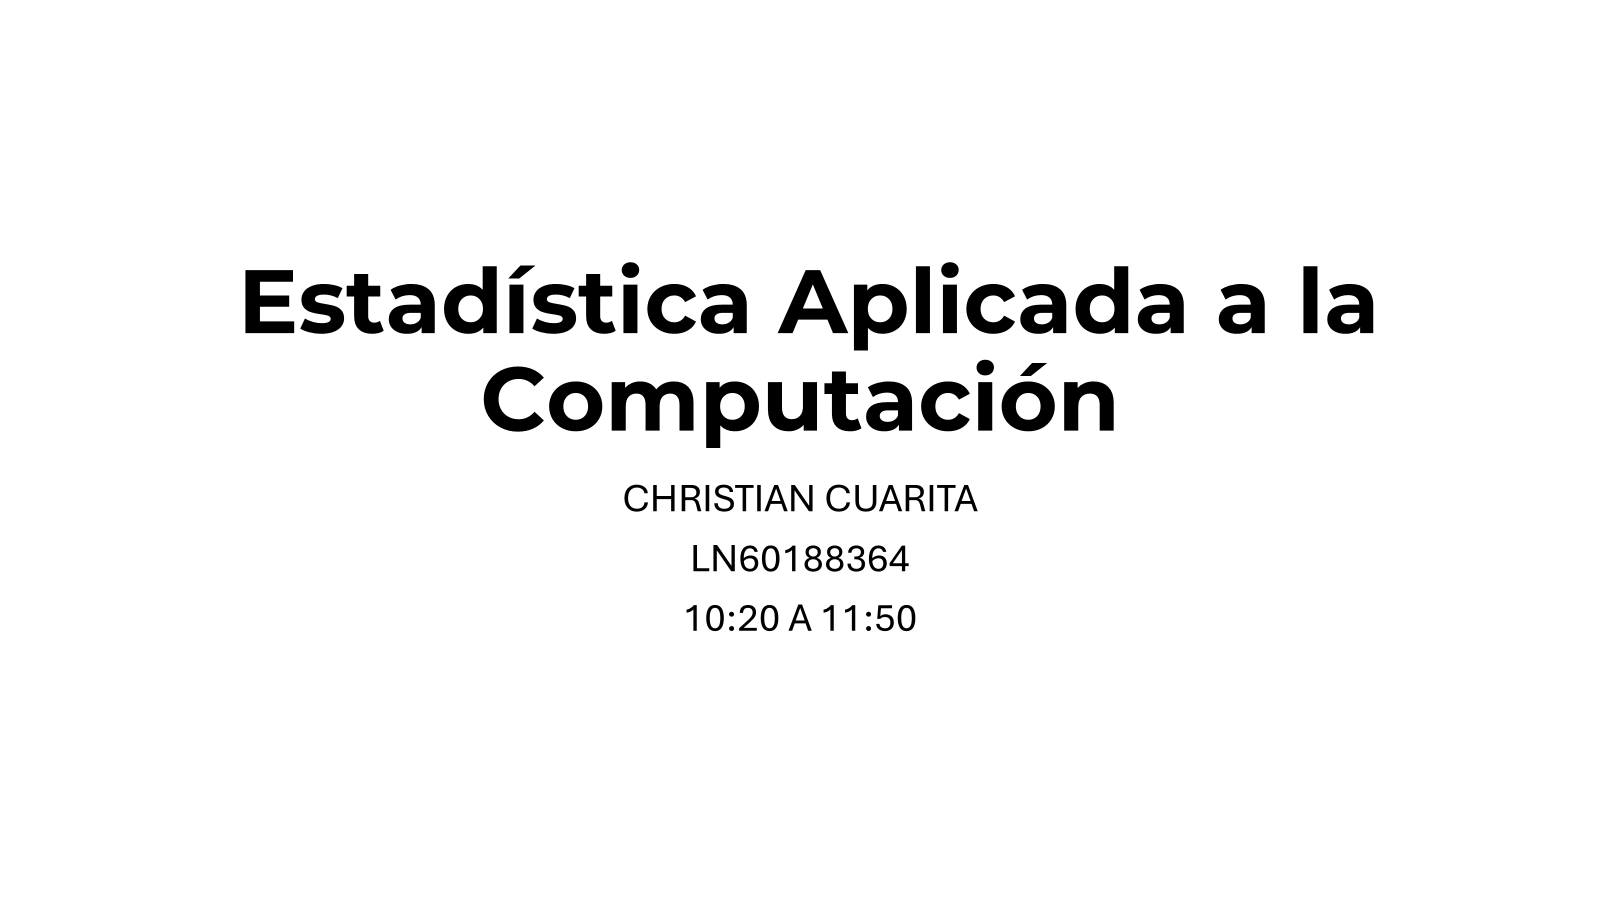 Estadística Aplicada a la
Computación
CHRISTIAN CUARITA
LN60188364
10:20 A 11:50